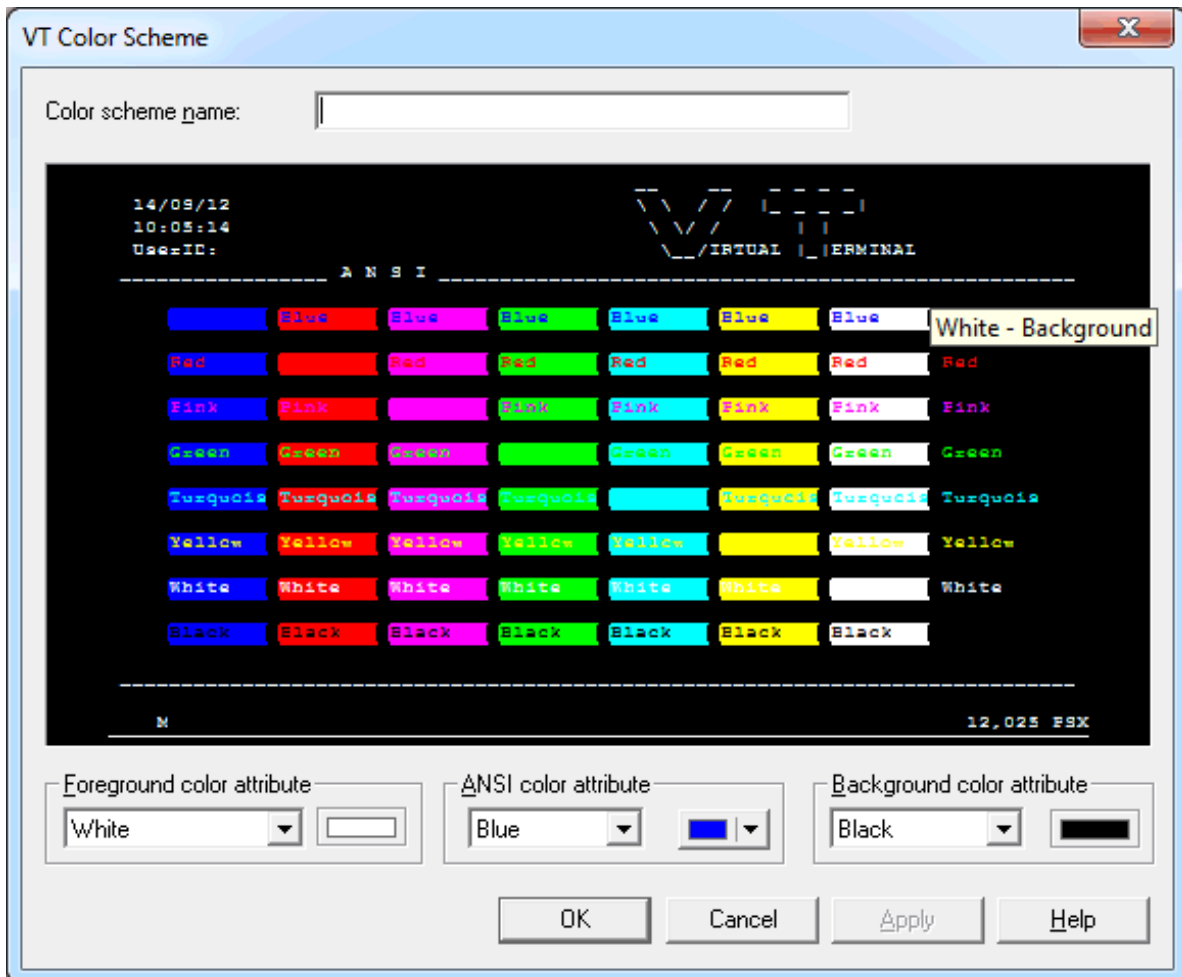 VT Color Scheme
Color scheme name:
14/09/12
10:05:14
UserID:
VT
VIRTUAL TERMINAL
A N S I
Blue Blue Blue Blue Blue Blue
White - Background
Red Red Red Red Red Red Red
Pink Pink Pink Pink Pink Pink Pink
Green Green Green Green Green Green Green
Turquois Turquois Turquois Turquois Turquois Turquois Turquois
Yellow Yellow Yellow Yellow Yellow Yellow Yellow
White White White White White White White
Black Black Black Black Black Black Black
M 12,025 PSX
Foreground color attribute ANSI color attribute Background color attribute
White Blue Black
OK Cancel Apply Help